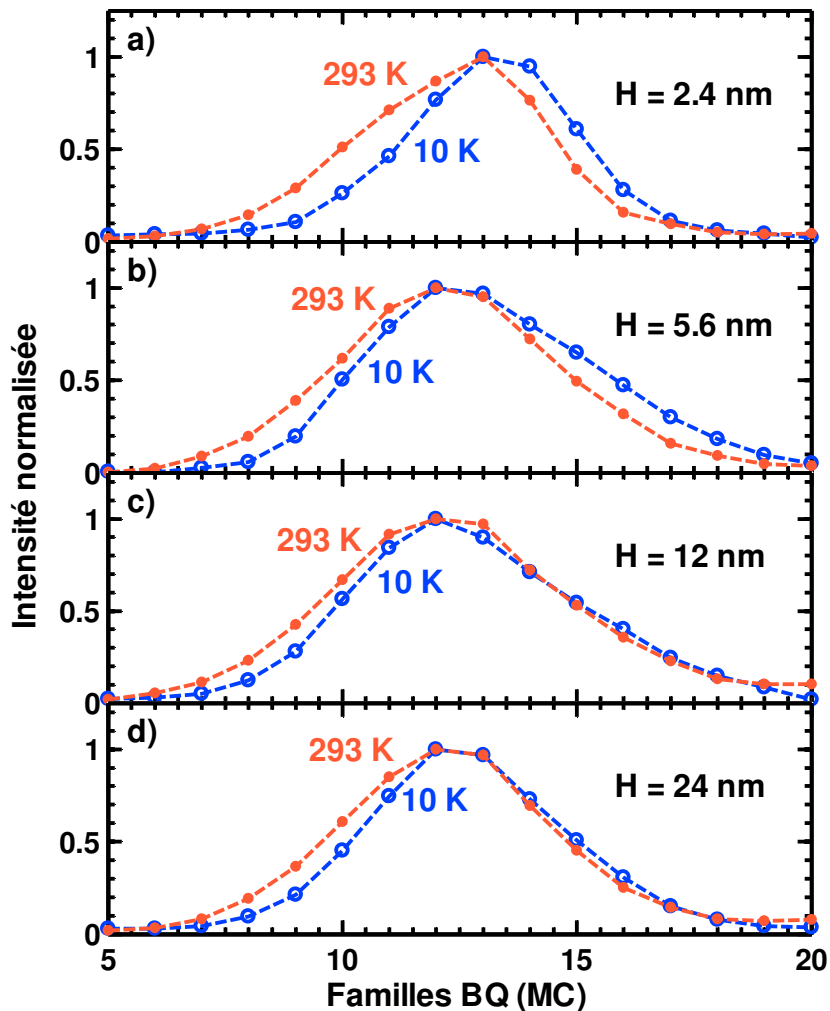 a)
1
293 K
H = 2.4 nm
10 K
0.5
0
b)
1
293 K
H = 5.6 nm
10 K
0.5
0
c)
1
293 K
H = 12 nm
10 K
0.5
0
d)
1
293 K
H = 24 nm
10 K
0.5
0
5 10 15 20
Familles BQ (MC)
Intensité normalisée